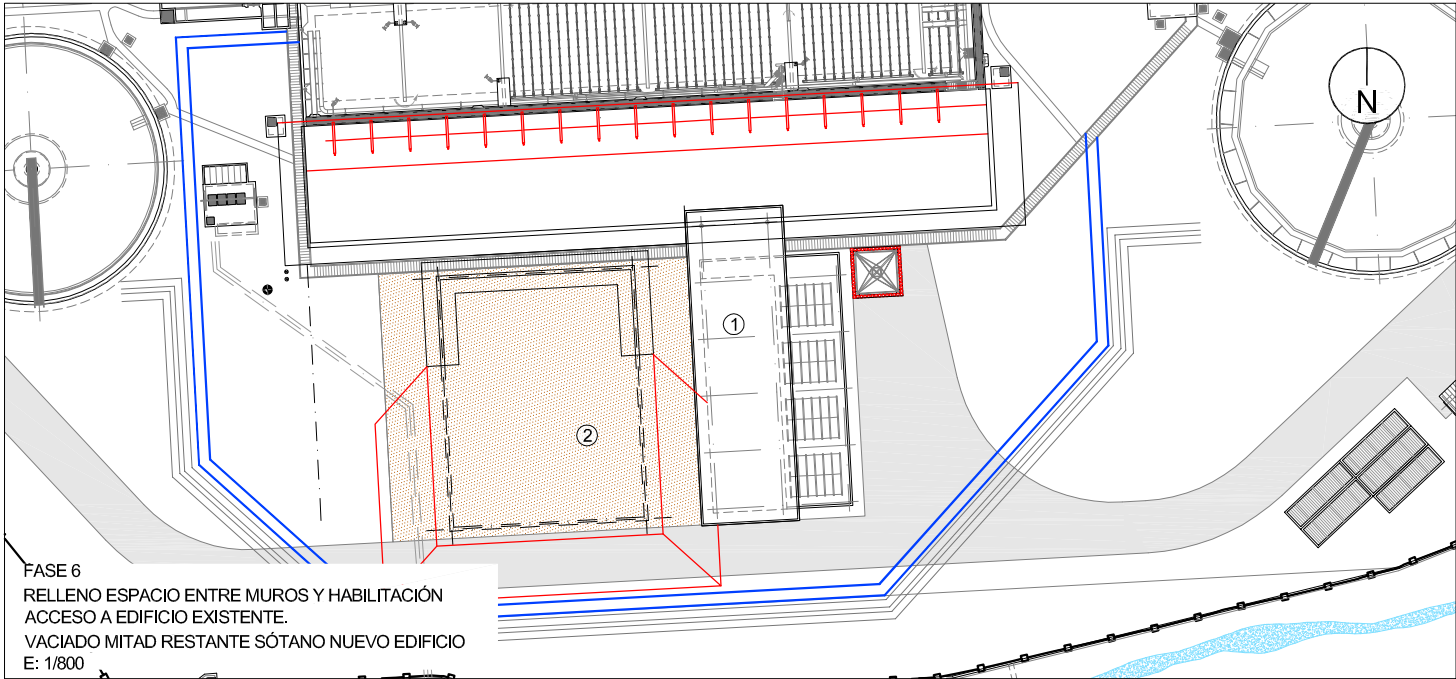 N
①
②
FASE 6
RELLENO ESPACIO ENTRE MUROS Y HABILITACIÓN
ACCESO A EDIFICIO EXISTENTE.
VACIADO MITAD RESTANTE SÓTANO NUEVO EDIFICIO
E: 1/800